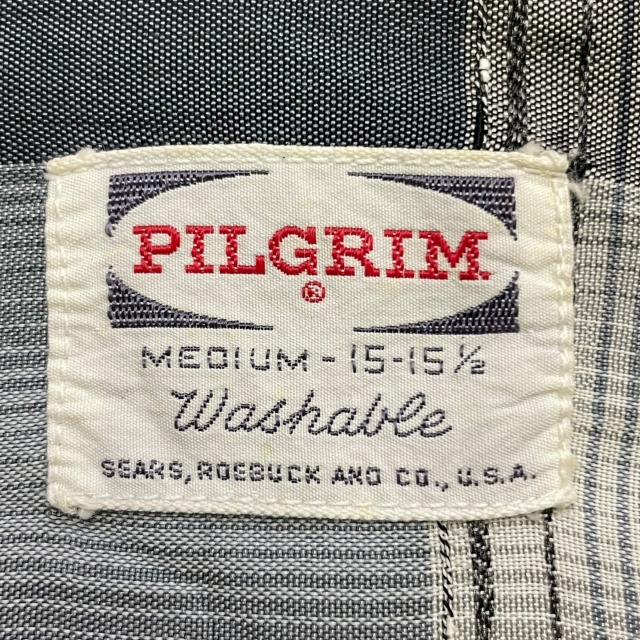 PILGRIM
®
MEDIUM - 15-15½
Washable
SEARS, ROEBUCK AND CO., U.S.A.